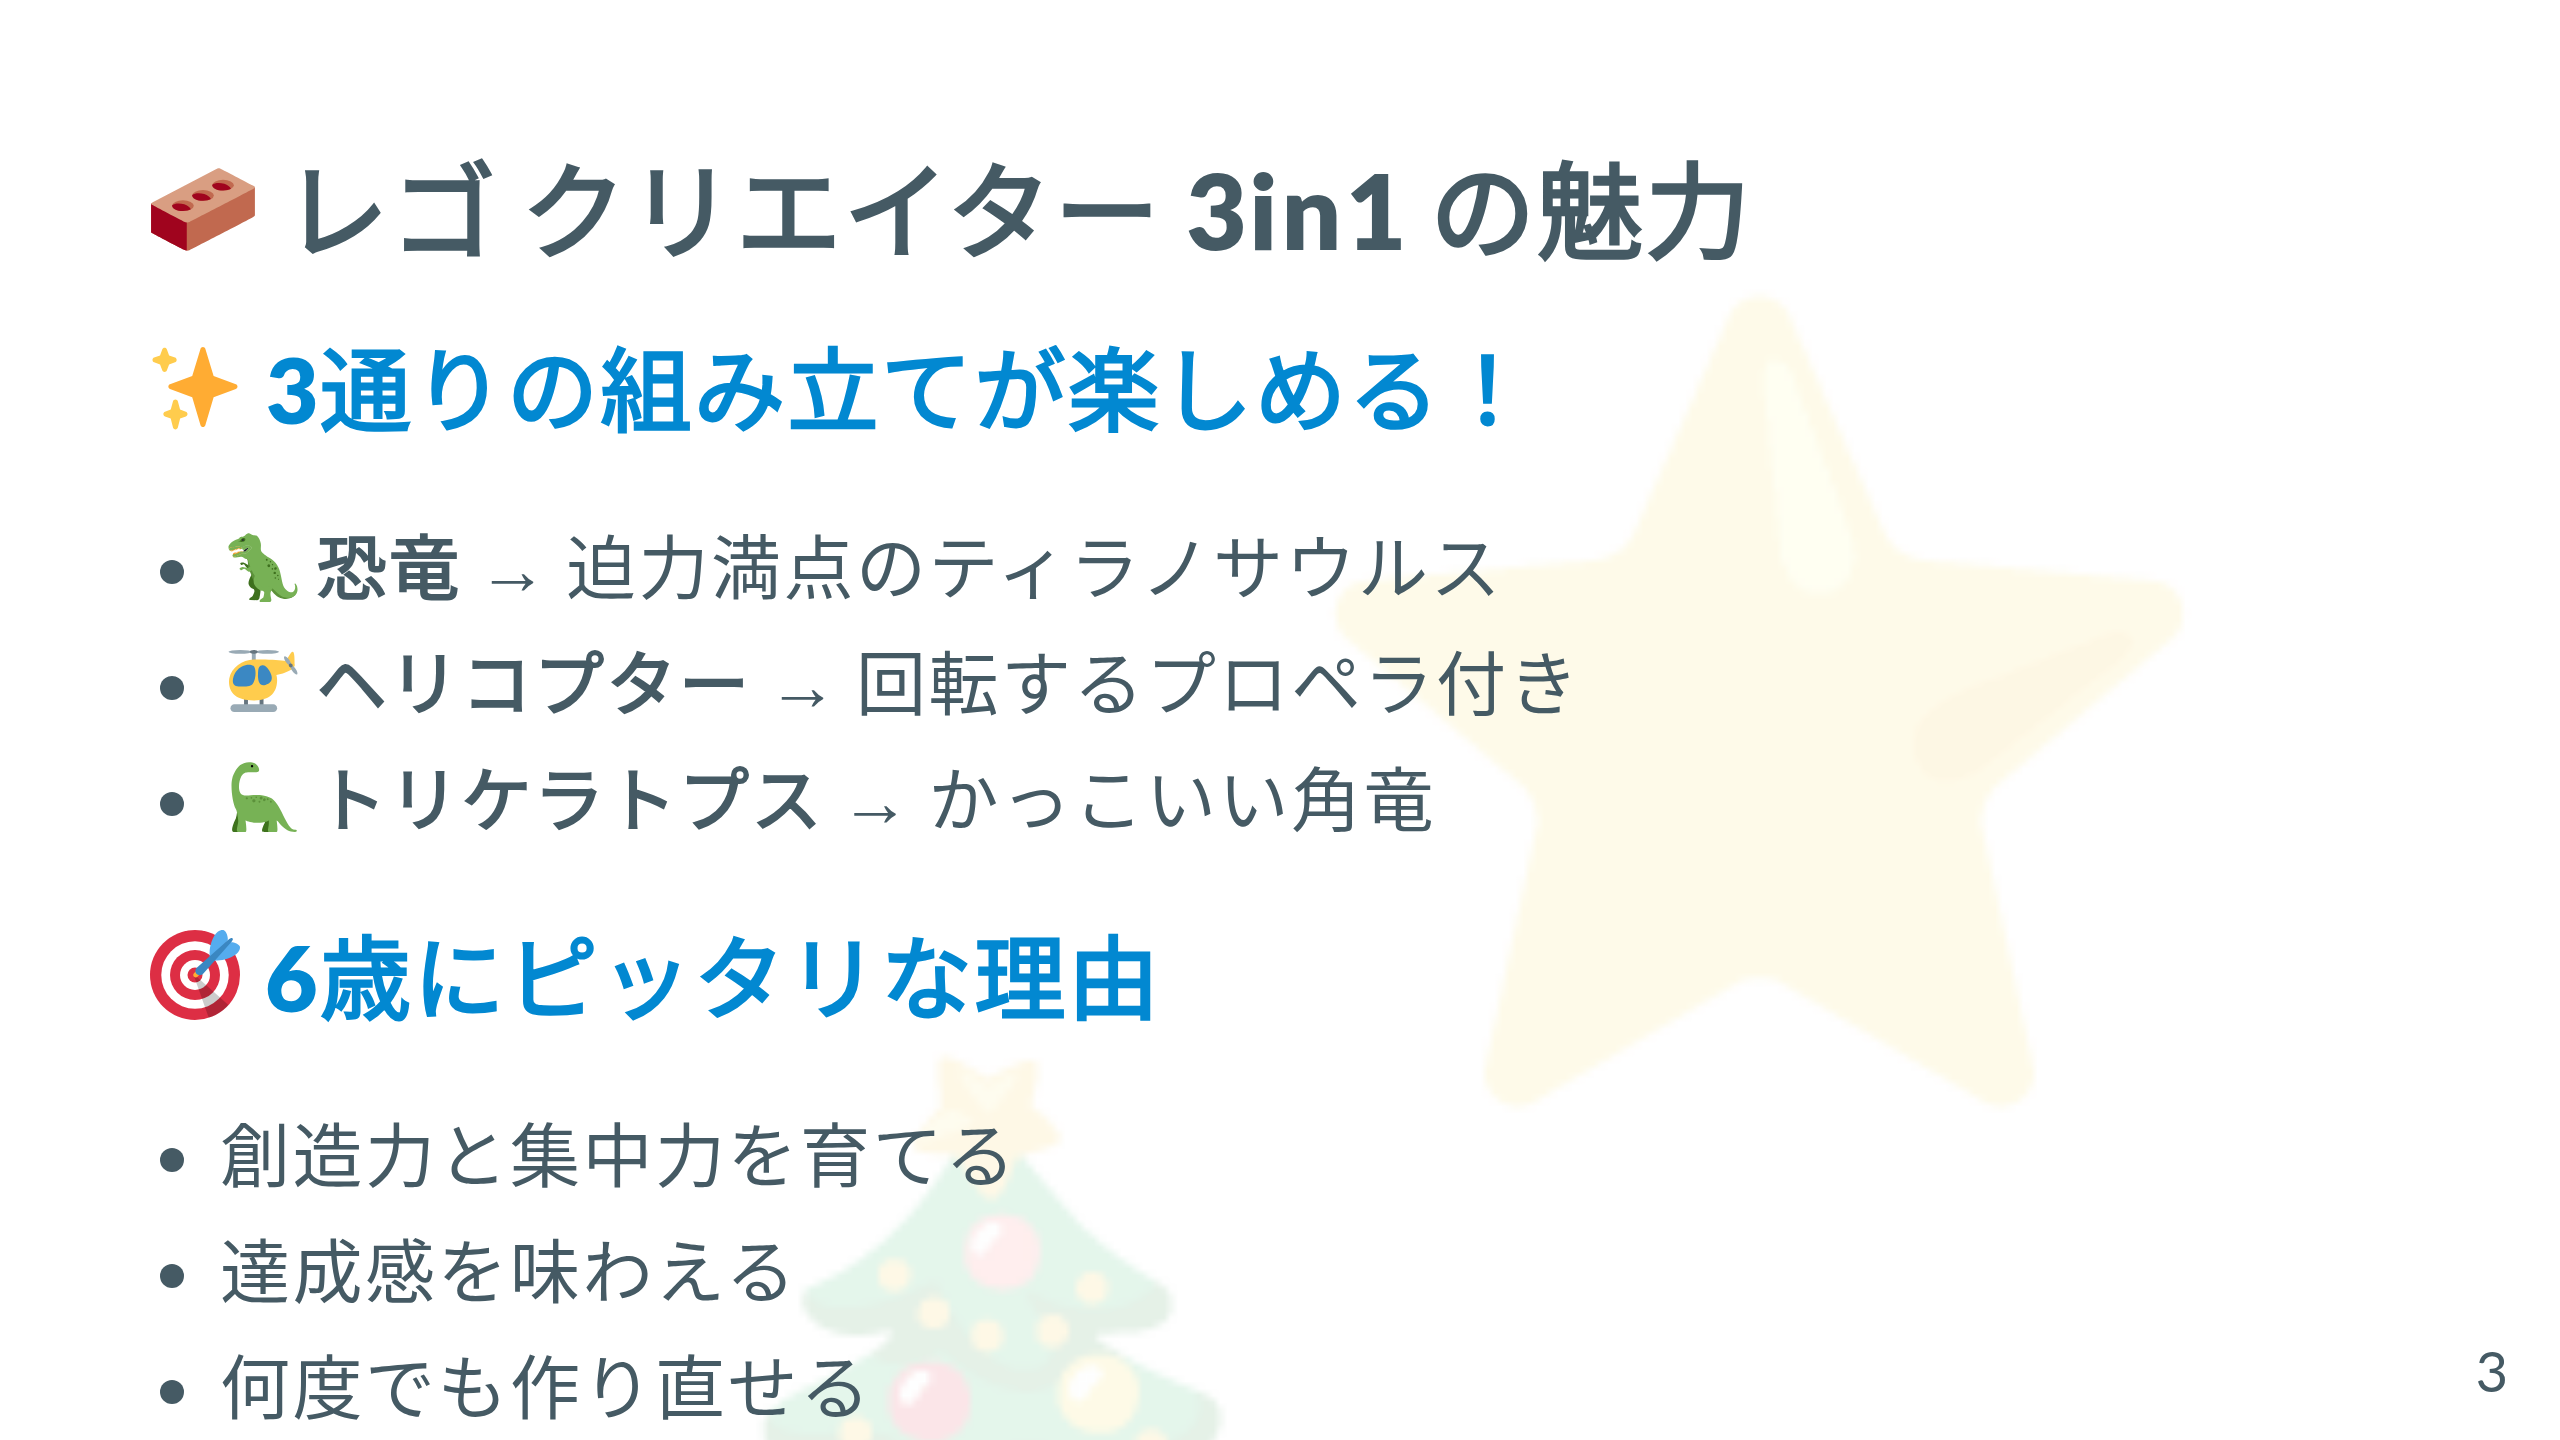 レゴ クリエイター 3in1 の魅力
3通りの組み立てが楽しめる！
• 恐竜 → 迫力満点のティラノサウルス
• ヘリコプター → 回転するプロペラ付き
• トリケラトプス → かっこいい角竜
6歳にピッタリな理由
• 創造力と集中力を育てる
• 達成感を味わえる
• 何度でも作り直せる
3